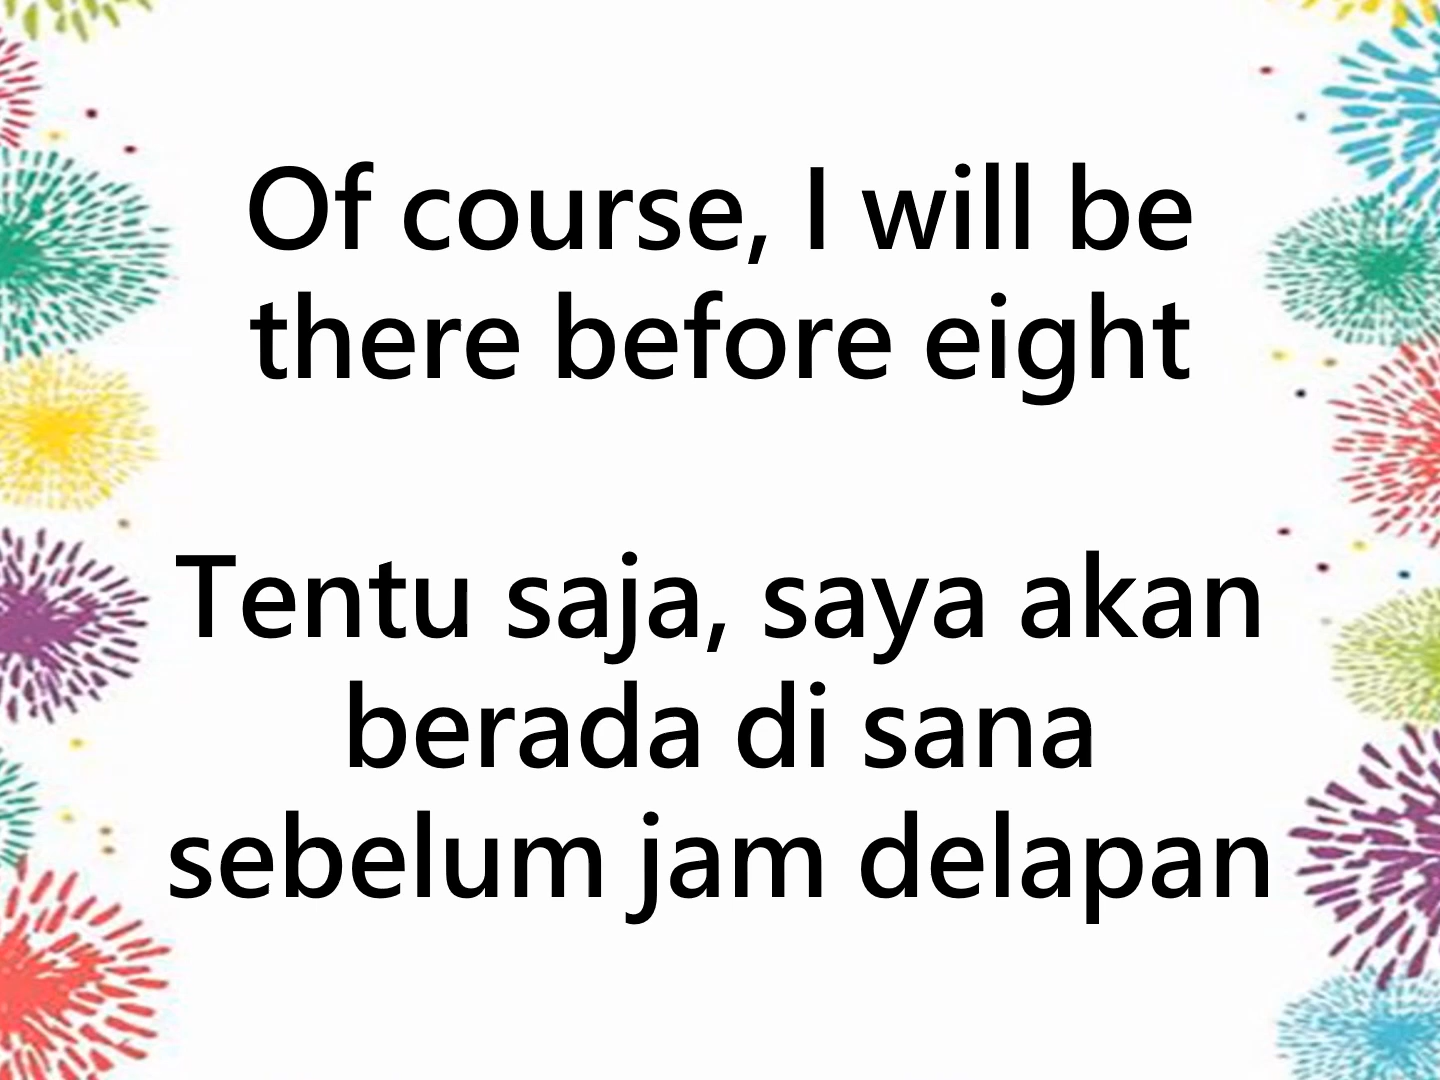 Of course, I will be
there before eight
Tentu saja, saya akan
berada di sana
sebelum jam delapan